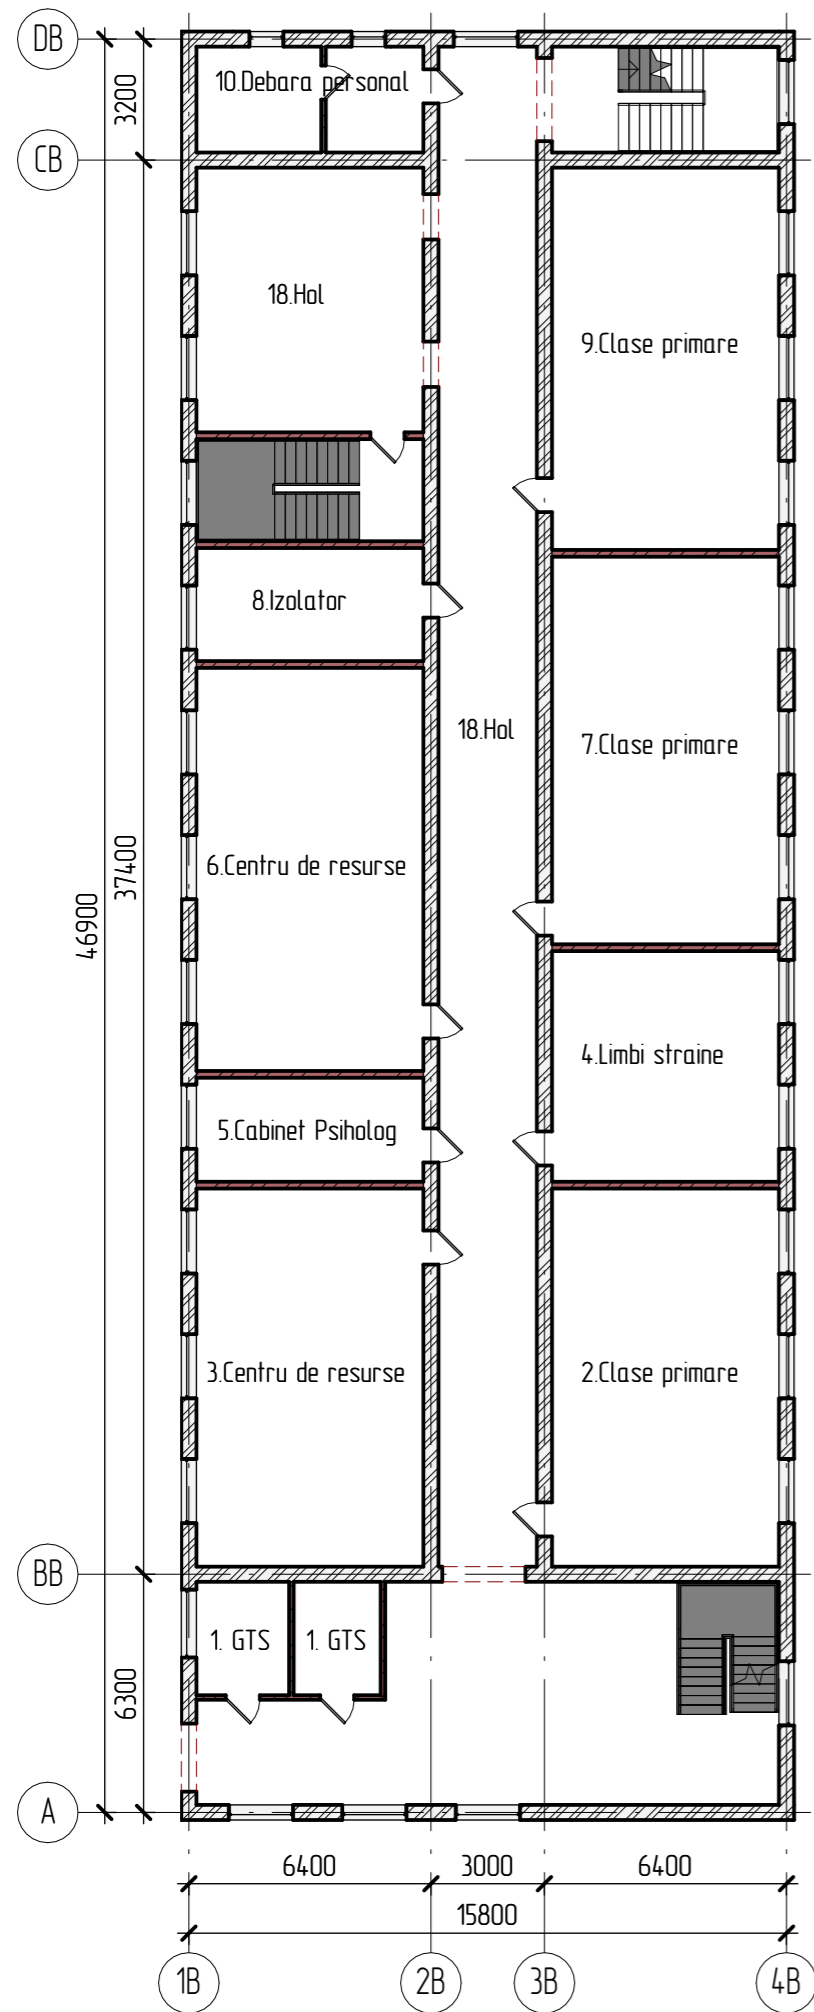 DB
3200
10.Debara personal
CB
18.Hol
9.Clase primare
8.Izolator
18.Hol
7.Clase primare
37400
46900
6.Centru de resurse
4.Limbi straine
5.Cabinet Psiholog
3.Centru de resurse
2.Clase primare
BB
1. GTS
1. GTS
6300
A
6400
3000
6400
15800
1B
2B
3B
4B